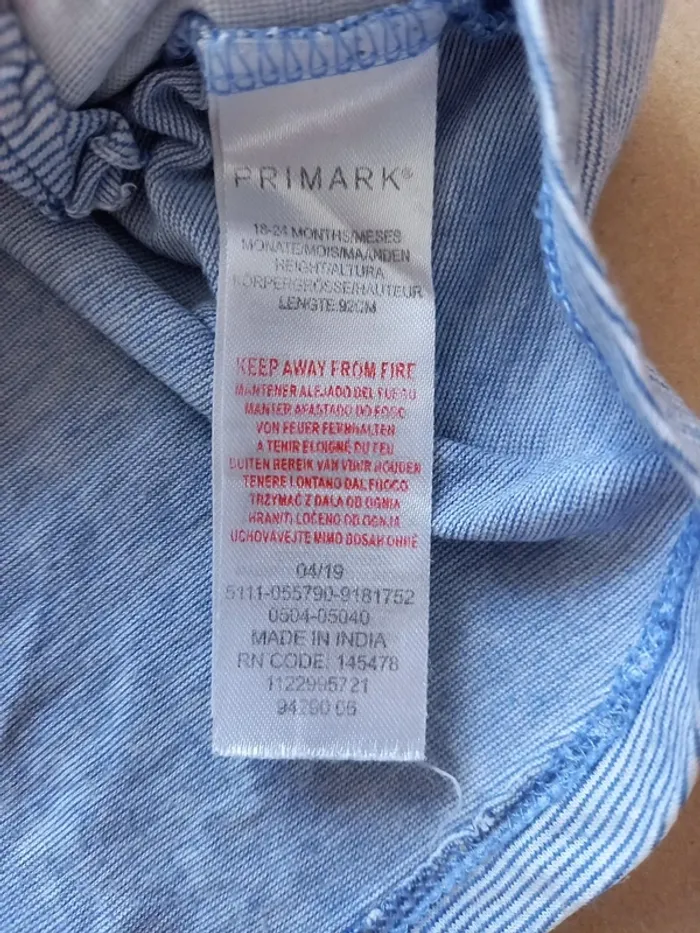 PRIMARK®
18-24 MONTHS/MESES
MONATE/MOIS/MAANDEN
HEIGHT/ALTURA
KÖRPERGRÖSSE/HAUTEUR
LENGTE:92CM
KEEP AWAY FROM FIRE
MANTENER ALEJADO DEL FUEGO
MANTER AFASTADO DO FOGO
VON FEUER FERNHALTEN
A TENIR ELOIGNÉ DU FEU
BUITEN BEREIK VAN VUUR HOUDEN
TENERE LONTANO DAL FUOCO
TRZYMAĆ Z DALA OD OGNIA
HRANITI LOČENO OD OGNJA
UCHOVÁVEJTE MIMO DOSAH OHNĚ
04/19
5111-055790-9181752
0504-05040
MADE IN INDIA
RN CODE: 145478
1122995721